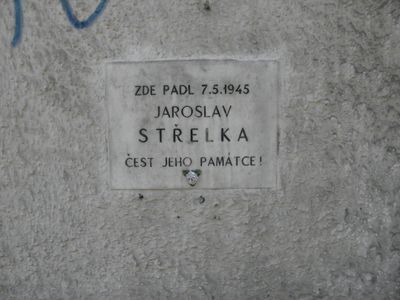 ZDE PADL 7.5.1945
JAROSLAV
STŘELKA
ČEST JEHO PAMÁTCE!